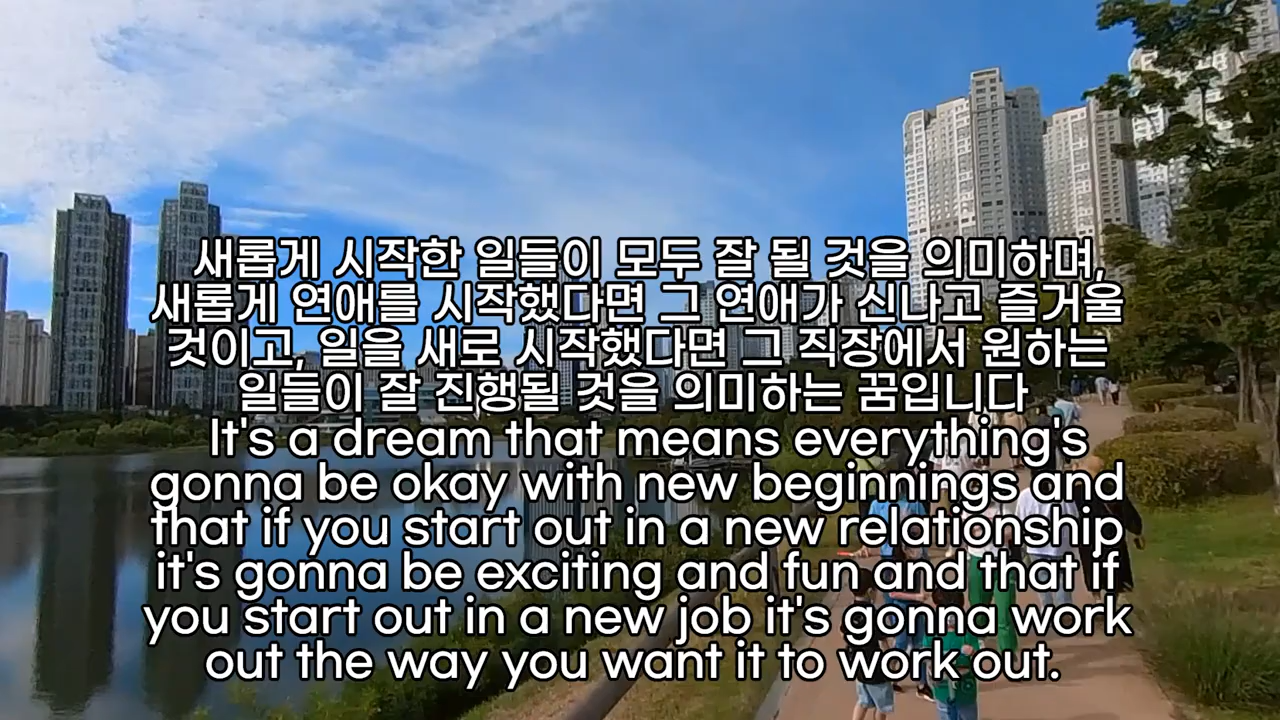 새롭게 시작한 일들이 모두 잘 될 것을 의미하며,
새롭게 연애를 시작했다면 그 연애가 신나고 즐거울
것이고, 일을 새로 시작했다면 그 직장에서 원하는
일들이 잘 진행될 것을 의미하는 꿈입니다
It's a dream that means everything's
gonna be okay with new beginnings and
that if you start out in a new relationship
it's gonna be exciting and fun and that if
you start out in a new job it's gonna work
out the way you want it to work out.